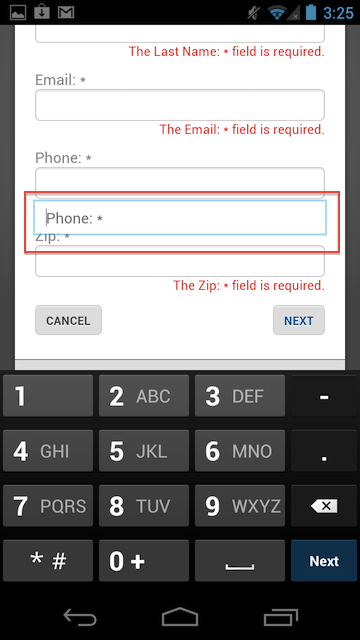 3:25
The Last Name: * field is required.
Email: *
The Email: * field is required.
Phone: *
Phone: *
Zip: *
The Zip: * field is required.
CANCEL NEXT
1 2 ABC 3 DEF -
4 GHI 5 JKL 6 MNO .
7 PQRS 8 TUV 9 WXYZ
* # 0 + Next